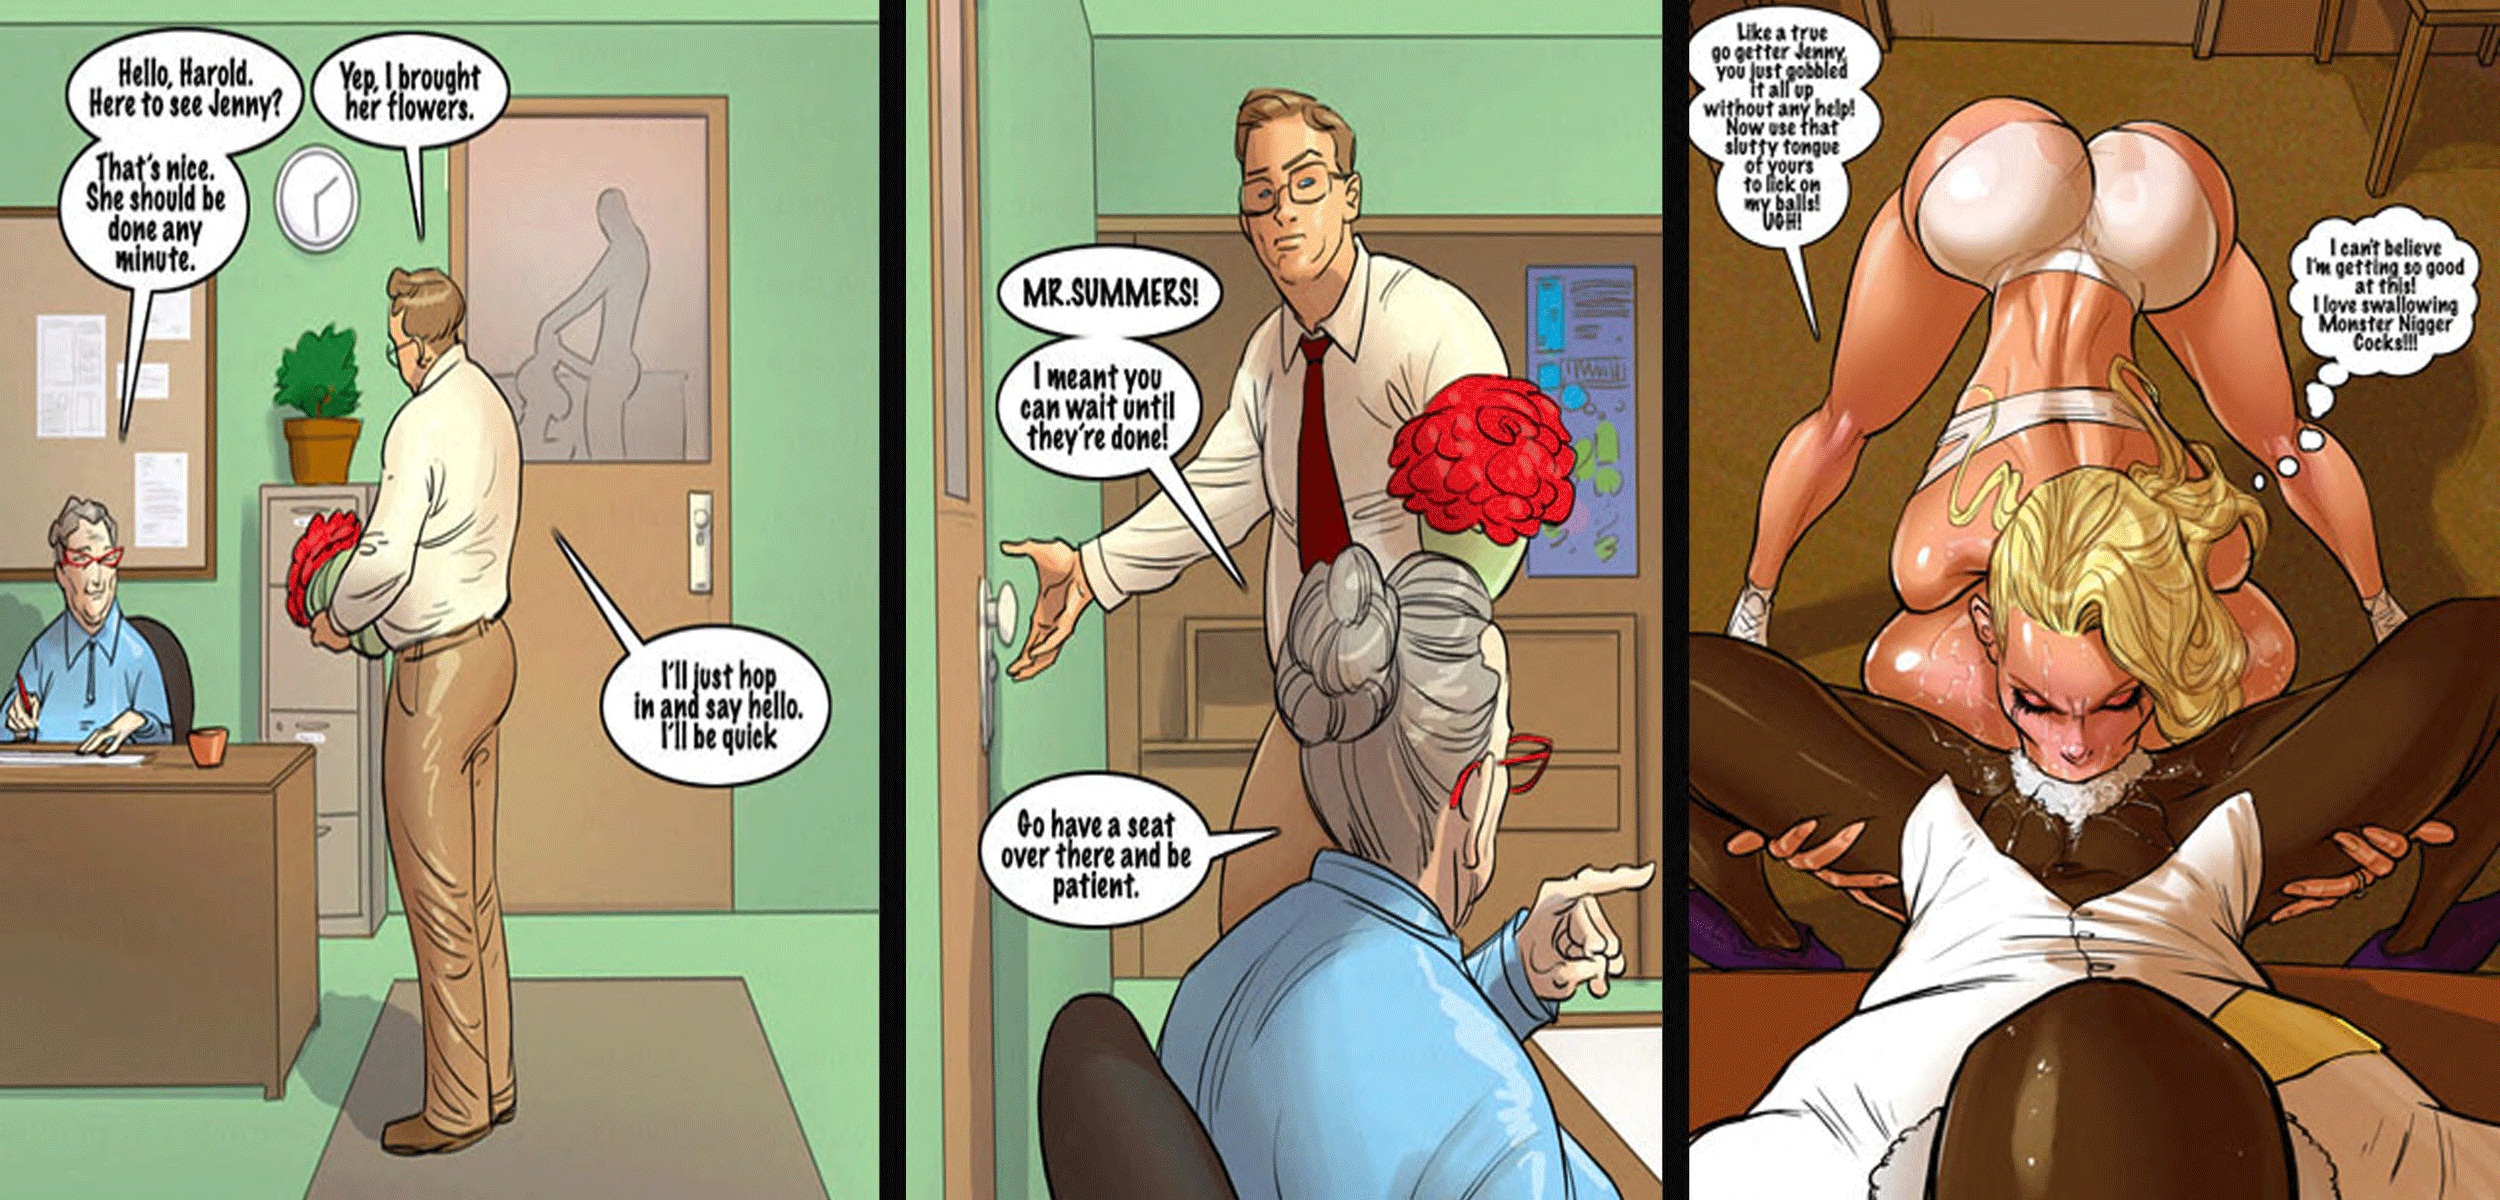 Hello, Harold.
Here to see Jenny?
Yep, I brought
her flowers.
That's nice.
She should be
done any
minute.
I'll just hop
in and say hello.
I'll be quick
MR.SUMMERS!
I meant you
can wait until
they're done!
Go have a seat
over there and be
patient.
Like a true
go getter Jenny,
you just gobbled
it all up
without any help!
Now use that
slutty tongue
of yours
to lick on
my balls!
UGH!
I can't believe
I'm getting so good
at this!
I love swallowing
Monster Nigger
Cocks!!!